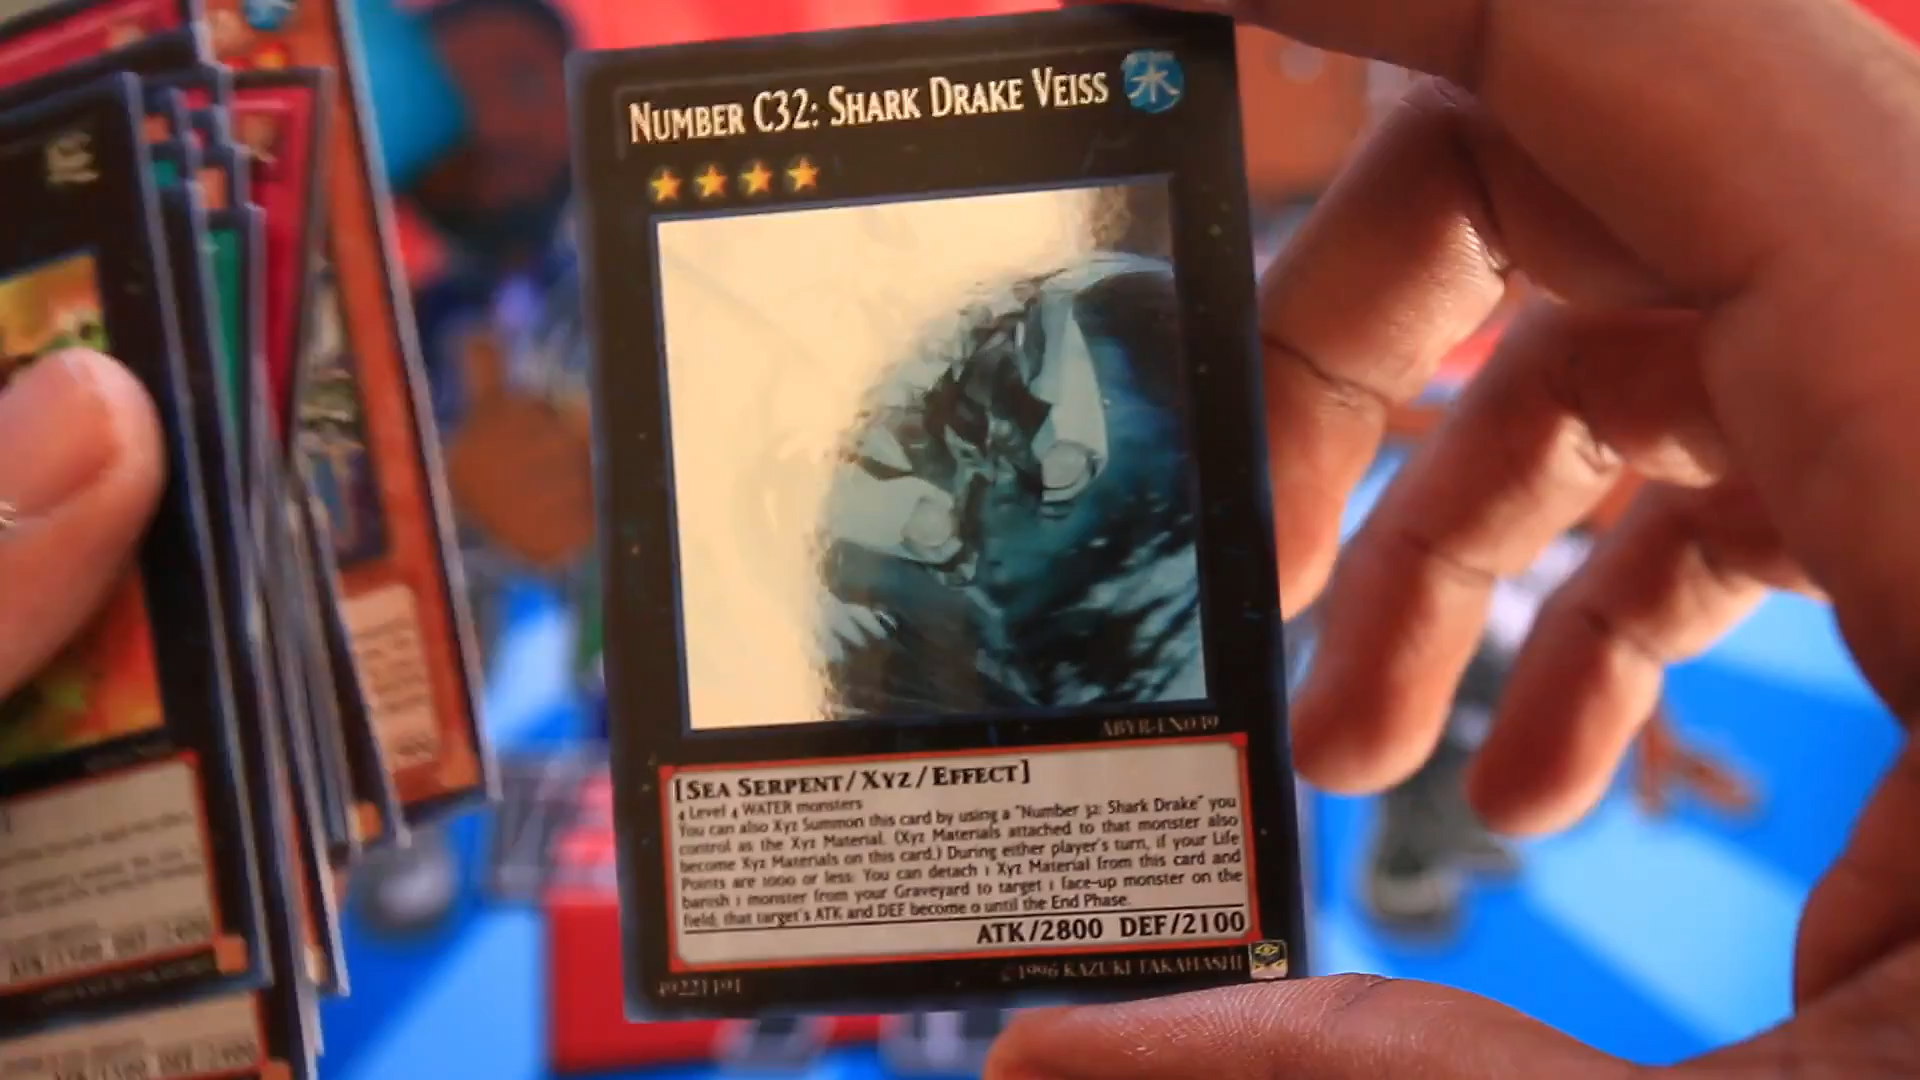 NUMBER C32: SHARK DRAKE VEISS
水
ABYR-EN039
[SEA SERPENT/XYZ/EFFECT]
4 Level 4 WATER monsters
You can also Xyz Summon this card by using a "Number 32: Shark Drake" you
control as the Xyz Material. (Xyz Materials attached to that monster also
become Xyz Materials on this card.) During either player's turn, if your Life
Points are 1000 or less: You can detach 1 Xyz Material from this card and
banish 1 monster from your Graveyard to target 1 face-up monster on the
field; that target's ATK and DEF become 0 until the End Phase.
ATK/2800 DEF/2100
49221191
©1996 KAZUKI TAKAHASHI